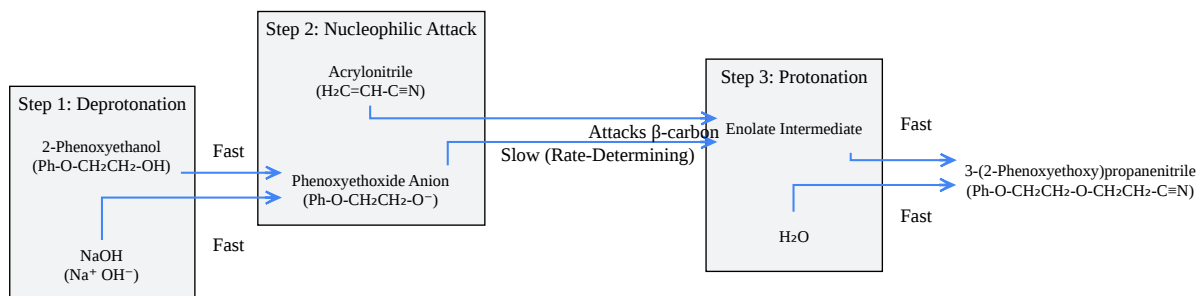 Step 1: Deprotonation
2-Phenoxyethanol
(Ph-O-CH₂CH₂-OH)
NaOH
(Na⁺ OH⁻)
Fast
Fast
Step 2: Nucleophilic Attack
Acrylonitrile
(H₂C=CH-C≡N)
Phenoxyethoxide Anion
(Ph-O-CH₂CH₂-O⁻)
Attacks β-carbon
Slow (Rate-Determining)
Step 3: Protonation
Enolate Intermediate
H₂O
Fast
Fast
3-(2-Phenoxyethoxy)propanenitrile
(Ph-O-CH₂CH₂-O-CH₂CH₂-C≡N)